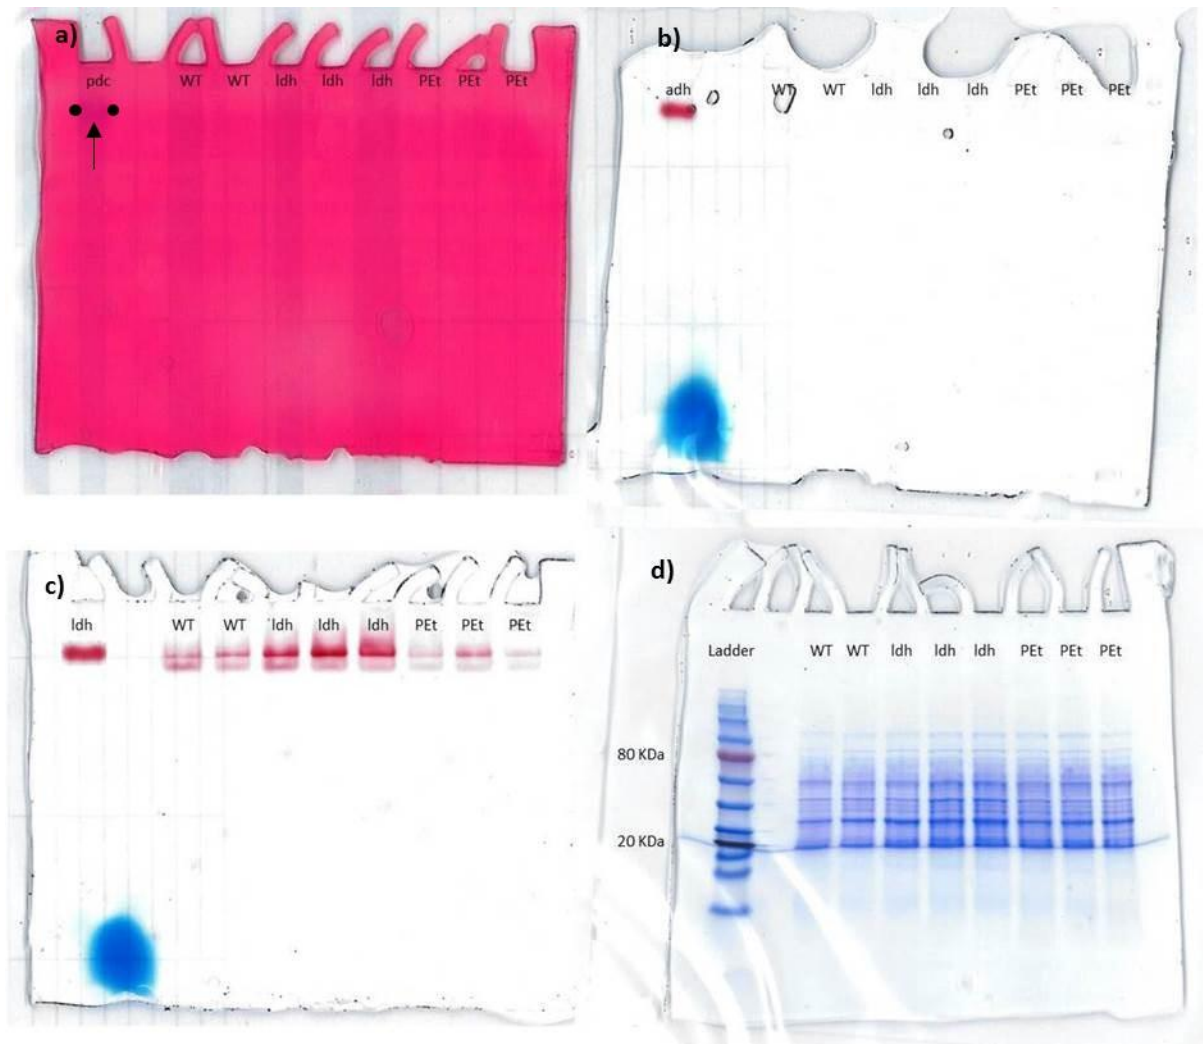 a)
pdc WT WT ldh ldh ldh PEt PEt PEt
b)
adh WT WT ldh ldh ldh PEt PEt PEt
c)
ldh WT WT ldh ldh ldh PEt PEt PEt
d)
Ladder WT WT ldh ldh ldh PEt PEt PEt
80 KDa
20 KDa